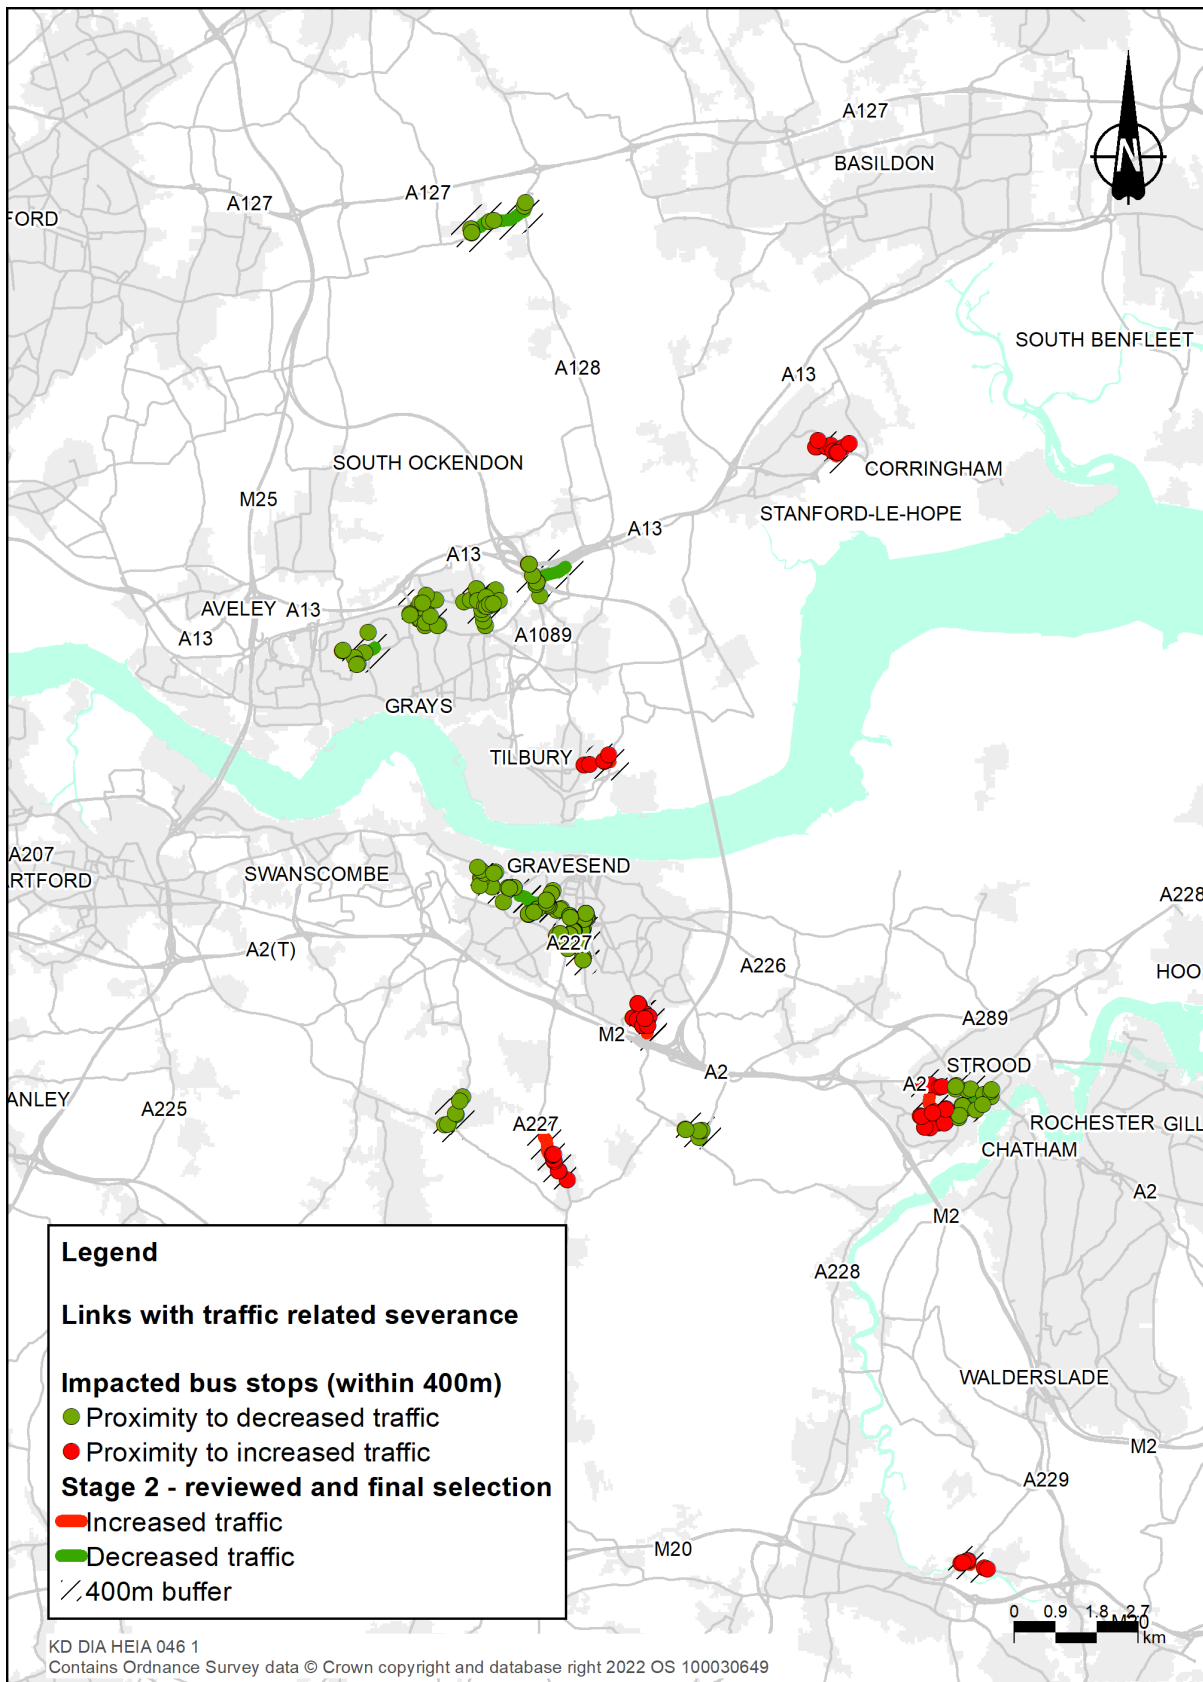 A127
BASILDON
N
A127
A127
FORD
SOUTH BENFLEET
A128
A13
SOUTH OCKENDON
CORRINGHAM
M25
STANFORD-LE-HOPE
A13
A13
AVELEY
A13
A13
A1089
GRAYS
TILBURY
A207
GRAVESEND
ARTFORD
SWANSCOMBE
A228
A227
A2(T)
A226
HOO
A289
M2
STROOD
A2
A2
ANLEY
A225
A227
ROCHESTER
GILL
CHATHAM
A2
M2
A228
Legend
Links with traffic related severance
WALDERSLADE
Impacted bus stops (within 400m)
Proximity to decreased traffic
Proximity to increased traffic
M2
Stage 2 - reviewed and final selection
A229
Increased traffic
Decreased traffic
M20
400m buffer
0 0.9 1.8 2.7
M20
km
KD DIA HEIA 046 1
Contains Ordnance Survey data © Crown copyright and database right 2022 OS 100030649